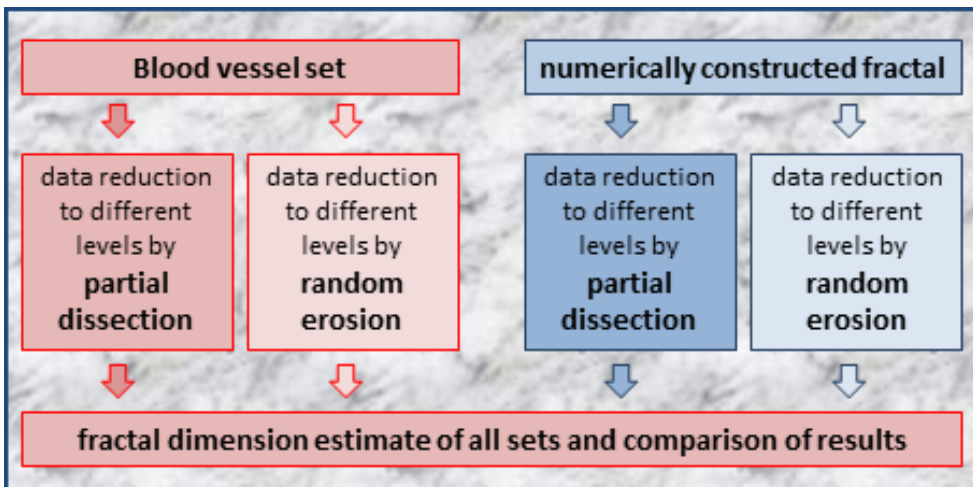 Blood vessel set
numerically constructed fractal
data reduction
to different
levels by
partial
dissection
data reduction
to different
levels by
random
erosion
data reduction
to different
levels by
partial
dissection
data reduction
to different
levels by
random
erosion
fractal dimension estimate of all sets and comparison of results